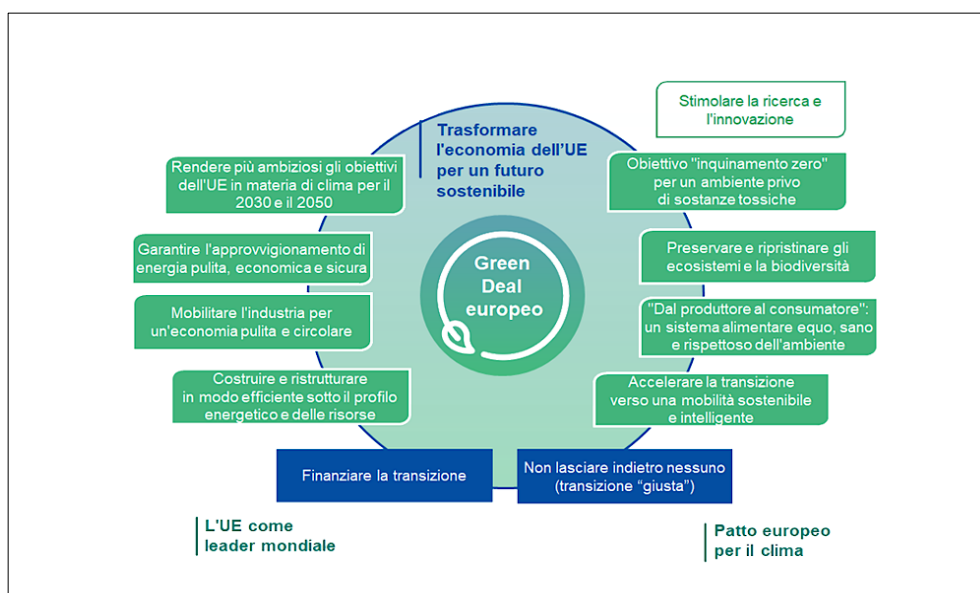 Trasformare
l'economia dell'UE
per un futuro
sostenibile
Stimolare la ricerca e
l'innovazione
Rendere più ambiziosi gli obiettivi
dell'UE in materia di clima per il
2030 e il 2050
Obiettivo "inquinamento zero"
per un ambiente privo
di sostanze tossiche
Garantire l'approvvigionamento di
energia pulita, economica e sicura
Preservare e ripristinare gli
ecosistemi e la biodiversità
Green
Deal
europeo
Mobilitare l'industria per
un'economia pulita e circolare
"Dal produttore al consumatore":
un sistema alimentare equo, sano
e rispettoso dell'ambiente
Costruire e ristrutturare
in modo efficiente sotto il profilo
energetico e delle risorse
Accelerare la transizione
verso una mobilità sostenibile
e intelligente
Finanziare la transizione
Non lasciare indietro nessuno
(transizione “giusta”)
L'UE come
leader mondiale
Patto europeo
per il clima